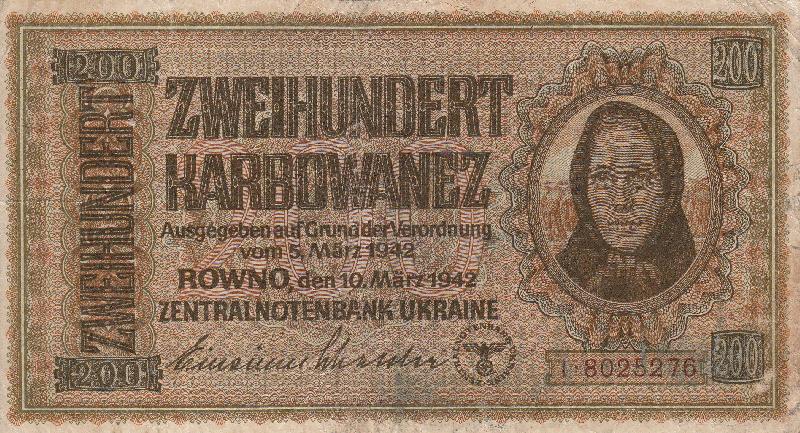 200
200
ZWEIHUNDERT
ZWEIHUNDERT
KARBOWANEZ
200
Ausgegeben auf Grund der Verordnung
vom 5. März 1942
ROWNO, den 10. März 1942
ZENTRALNOTENBANK UKRAINE
I·8025276
200
200